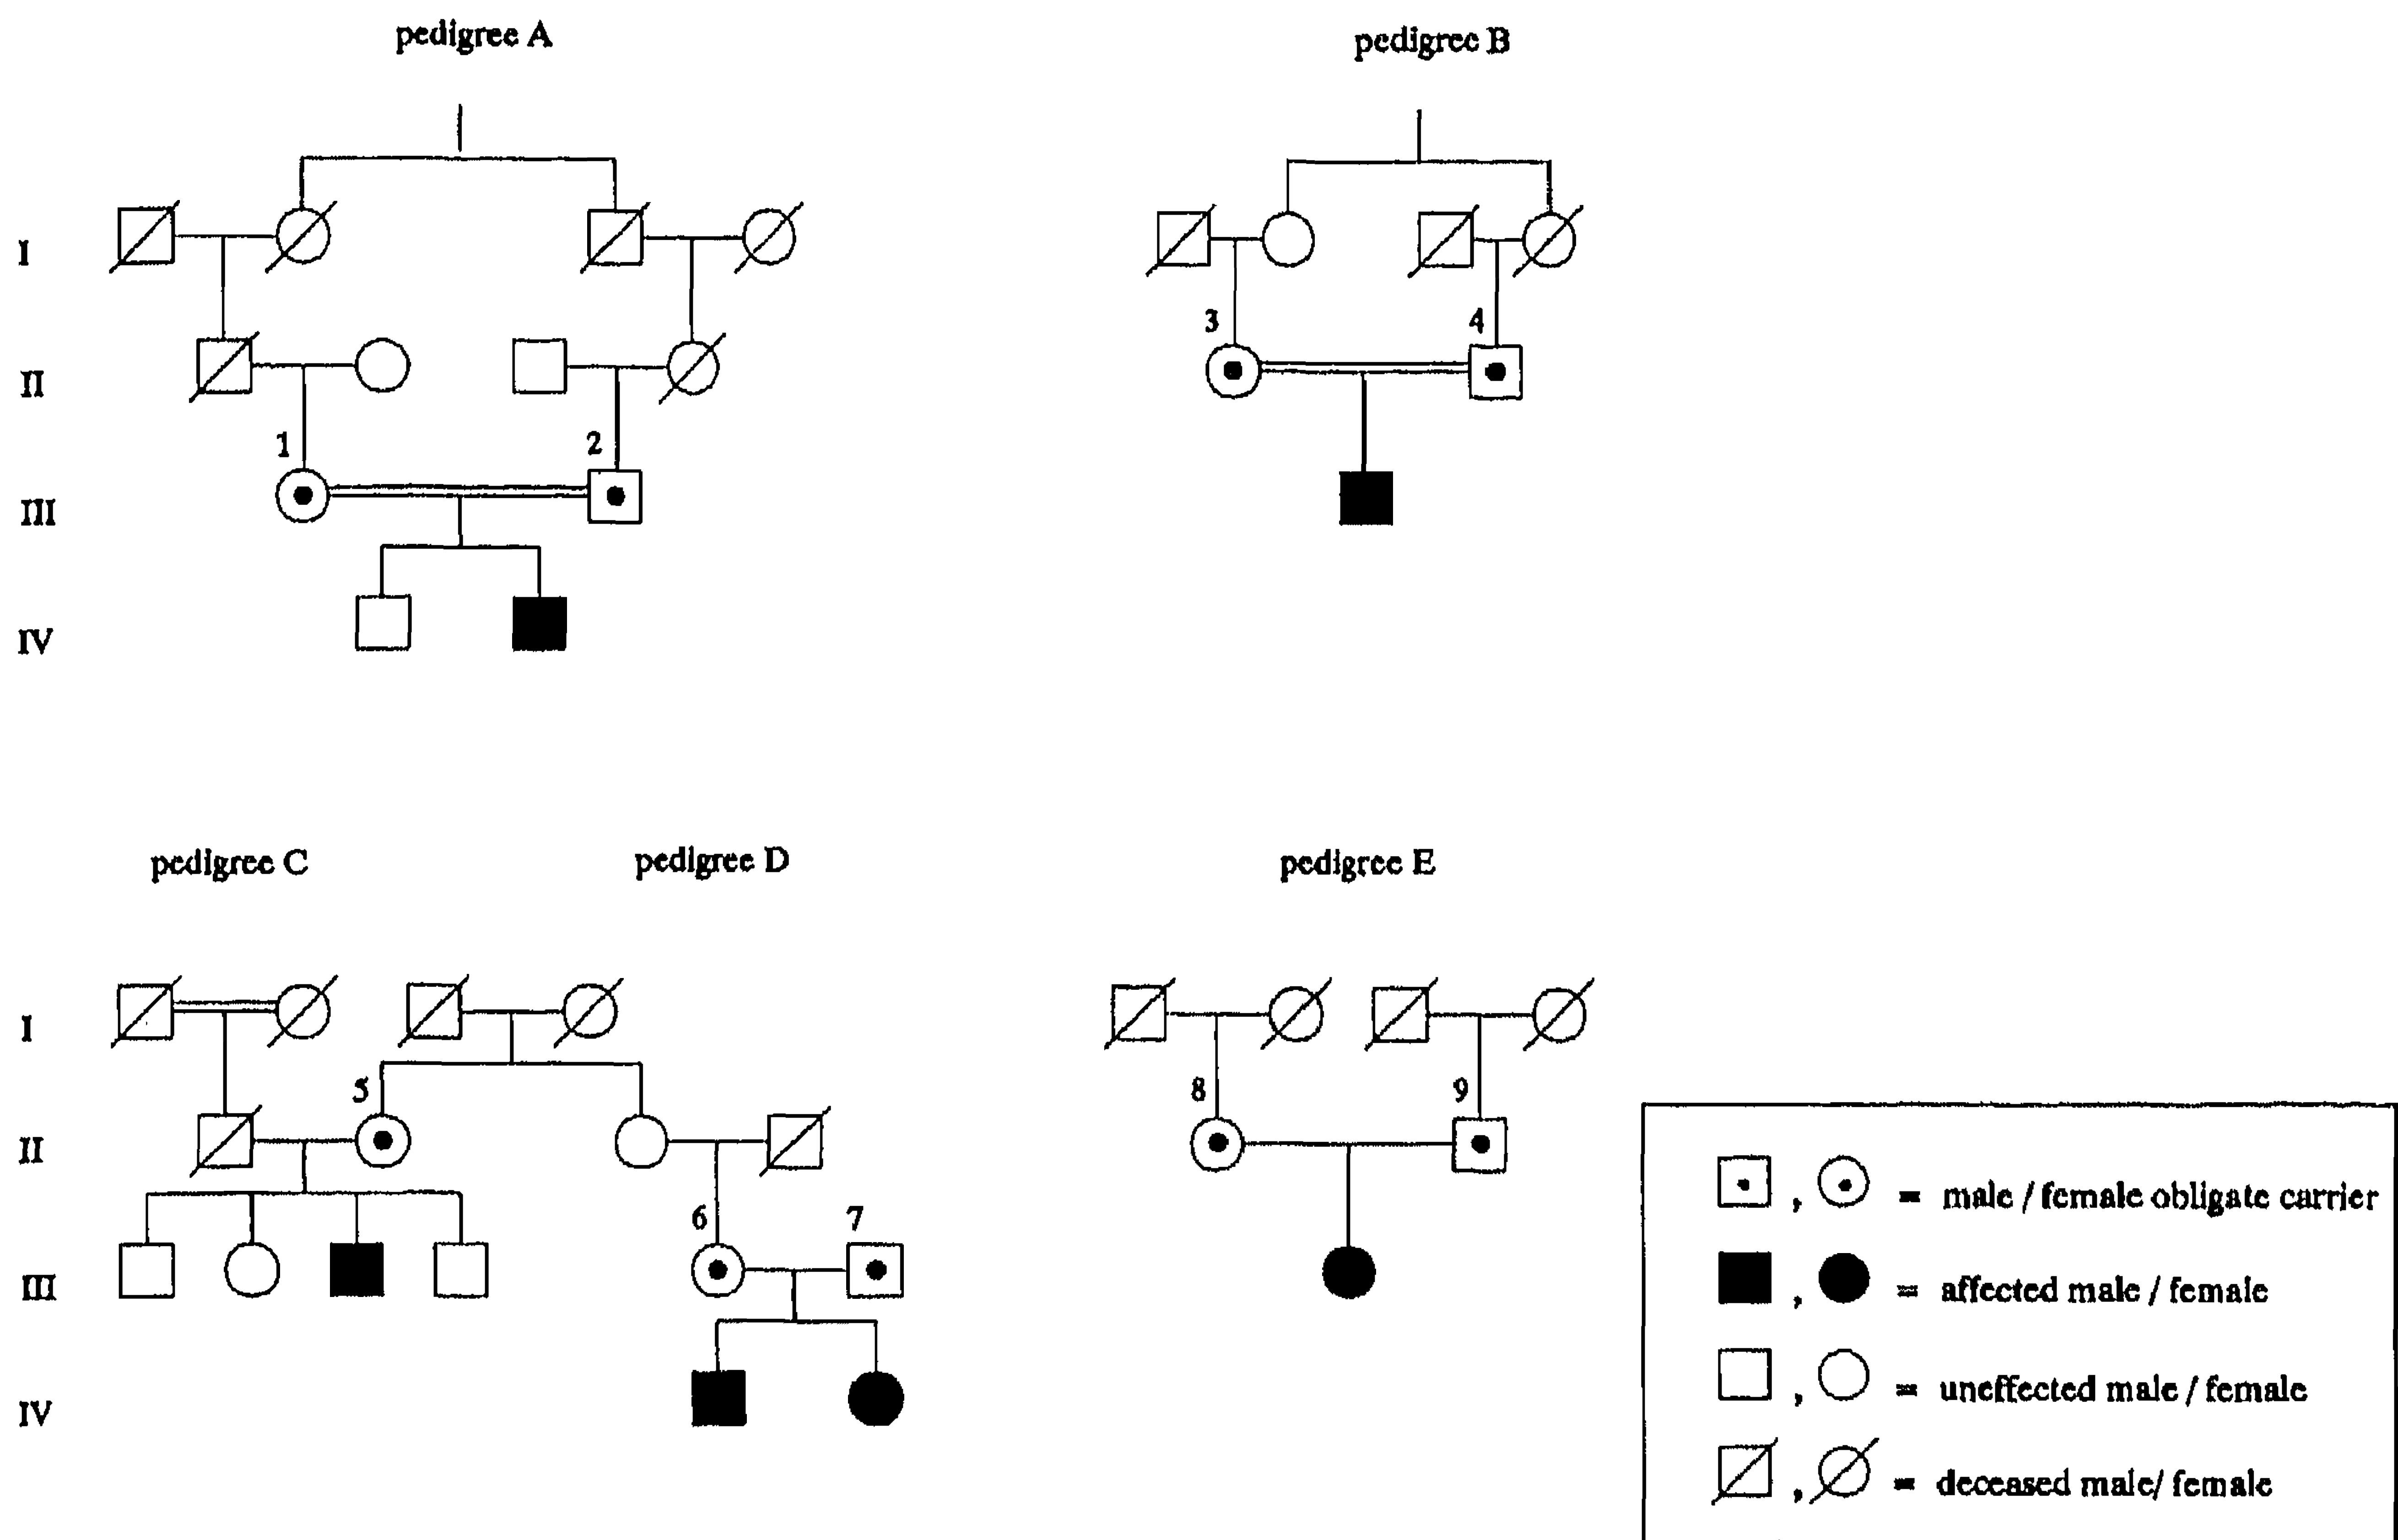 pedigree A
pedigree B
I
3
4
II
1
2
III
IV
pedigree C
pedigree D
pedigree E
I
5
8
9
II
6
7
III
IV
, = male / female obligate carrier
, = affected male / female
, = uneffected male / female
, = deceased male/ female